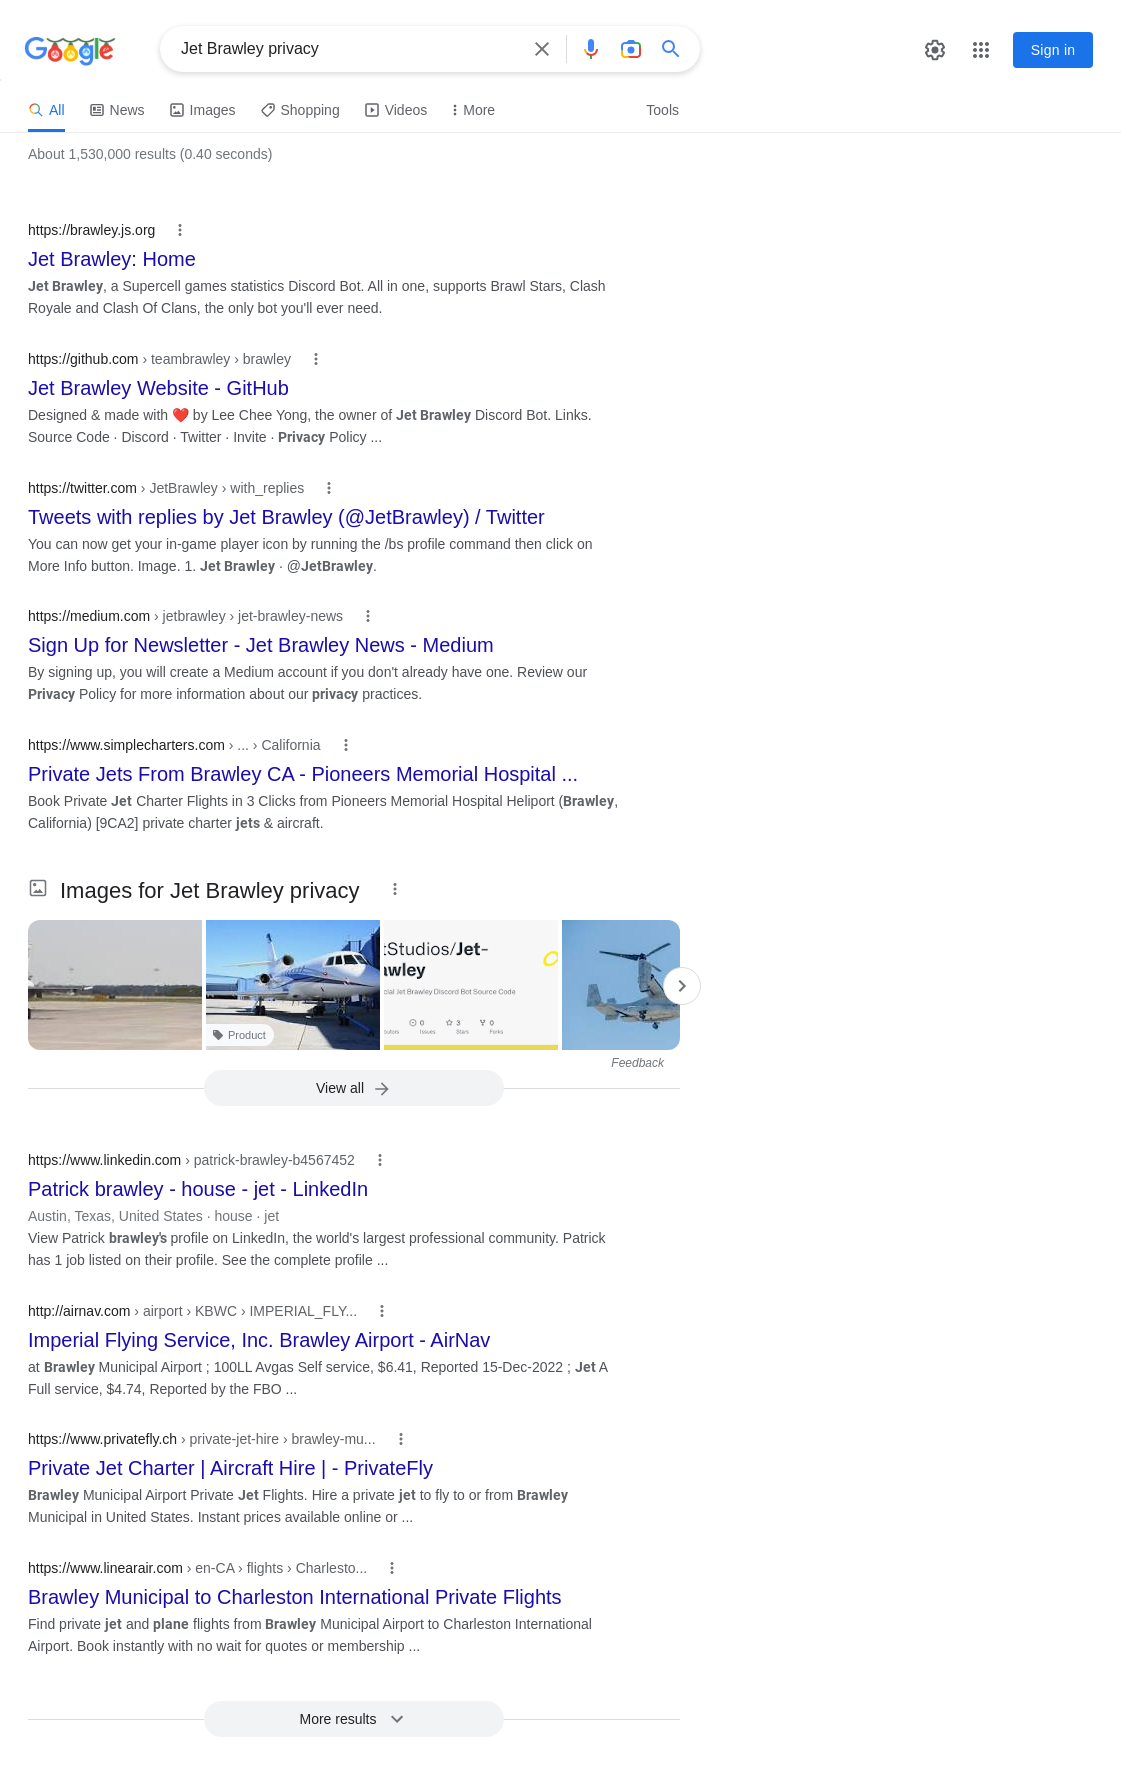 Google
Jet Brawley privacy
Sign in
All
News
Images
Shopping
Videos
More
Tools
About 1,530,000 results (0.40 seconds)
https://brawley.js.org
Jet Brawley: Home
Jet Brawley, a Supercell games statistics Discord Bot. All in one, supports Brawl Stars, Clash
Royale and Clash Of Clans, the only bot you'll ever need.
https://github.com › teambrawley › brawley
Jet Brawley Website - GitHub
Designed & made with ❤️ by Lee Chee Yong, the owner of Jet Brawley Discord Bot. Links.
Source Code · Discord · Twitter · Invite · Privacy Policy ...
https://twitter.com › JetBrawley › with_replies
Tweets with replies by Jet Brawley (@JetBrawley) / Twitter
You can now get your in-game player icon by running the /bs profile command then click on
More Info button. Image. 1. Jet Brawley · @JetBrawley.
https://medium.com › jetbrawley › jet-brawley-news
Sign Up for Newsletter - Jet Brawley News - Medium
By signing up, you will create a Medium account if you don't already have one. Review our
Privacy Policy for more information about our privacy practices.
https://www.simplecharters.com › ... › California
Private Jets From Brawley CA - Pioneers Memorial Hospital ...
Book Private Jet Charter Flights in 3 Clicks from Pioneers Memorial Hospital Heliport (Brawley,
California) [9CA2] private charter jets & aircraft.
Images for Jet Brawley privacy
tStudios/Jet-
awley
cial Jet Brawley Discord Bot Source Code
0
3
0
butors
Issues
Stars
Forks
Product
Feedback
View all
https://www.linkedin.com › patrick-brawley-b4567452
Patrick brawley - house - jet - LinkedIn
Austin, Texas, United States · house · jet
View Patrick brawley's profile on LinkedIn, the world's largest professional community. Patrick
has 1 job listed on their profile. See the complete profile ...
http://airnav.com › airport › KBWC › IMPERIAL_FLY...
Imperial Flying Service, Inc. Brawley Airport - AirNav
at Brawley Municipal Airport ; 100LL Avgas Self service, $6.41, Reported 15-Dec-2022 ; Jet A
Full service, $4.74, Reported by the FBO ...
https://www.privatefly.ch › private-jet-hire › brawley-mu...
Private Jet Charter | Aircraft Hire | - PrivateFly
Brawley Municipal Airport Private Jet Flights. Hire a private jet to fly to or from Brawley
Municipal in United States. Instant prices available online or ...
https://www.linearair.com › en-CA › flights › Charlesto...
Brawley Municipal to Charleston International Private Flights
Find private jet and plane flights from Brawley Municipal Airport to Charleston International
Airport. Book instantly with no wait for quotes or membership ...
More results